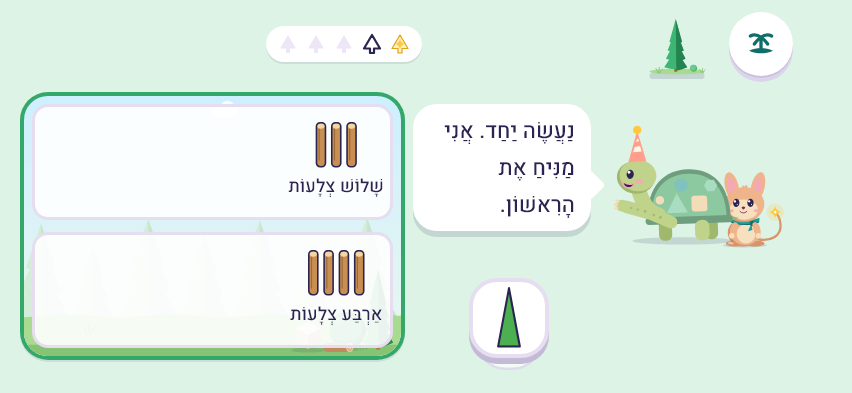 נַעֲשֶׂה יַחַד. אֲנִי
מַנִּיחַ אֶת
הָרִאשׁוֹן.
שָׁלוֹשׁ צְלָעוֹת
אַרְבַּע צְלָעוֹת